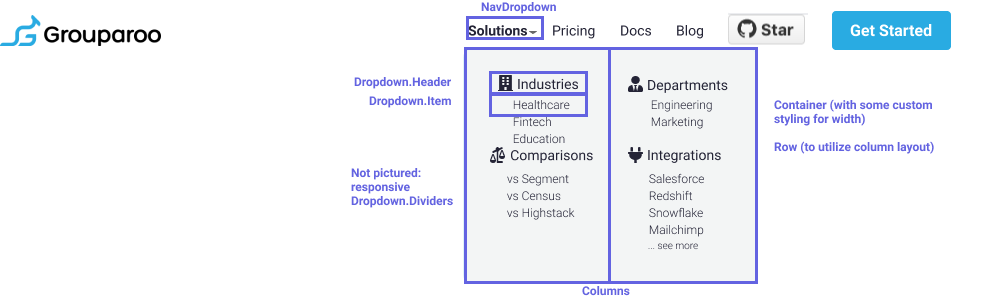 NavDropdown
Grouparoo
Solutions
Pricing
Docs
Blog
Star
Get Started
Dropdown.Header
Industries
Departments
Dropdown.Item
Healthcare
Engineering
Fintech
Marketing
Education
Container (with some custom
styling for width)
Comparisons
Integrations
Row (to utilize column layout)
Not pictured:
responsive
Dropdown.Dividers
vs Segment
vs Census
vs Highstack
Salesforce
Redshift
Snowflake
Mailchimp
... see more
Columns